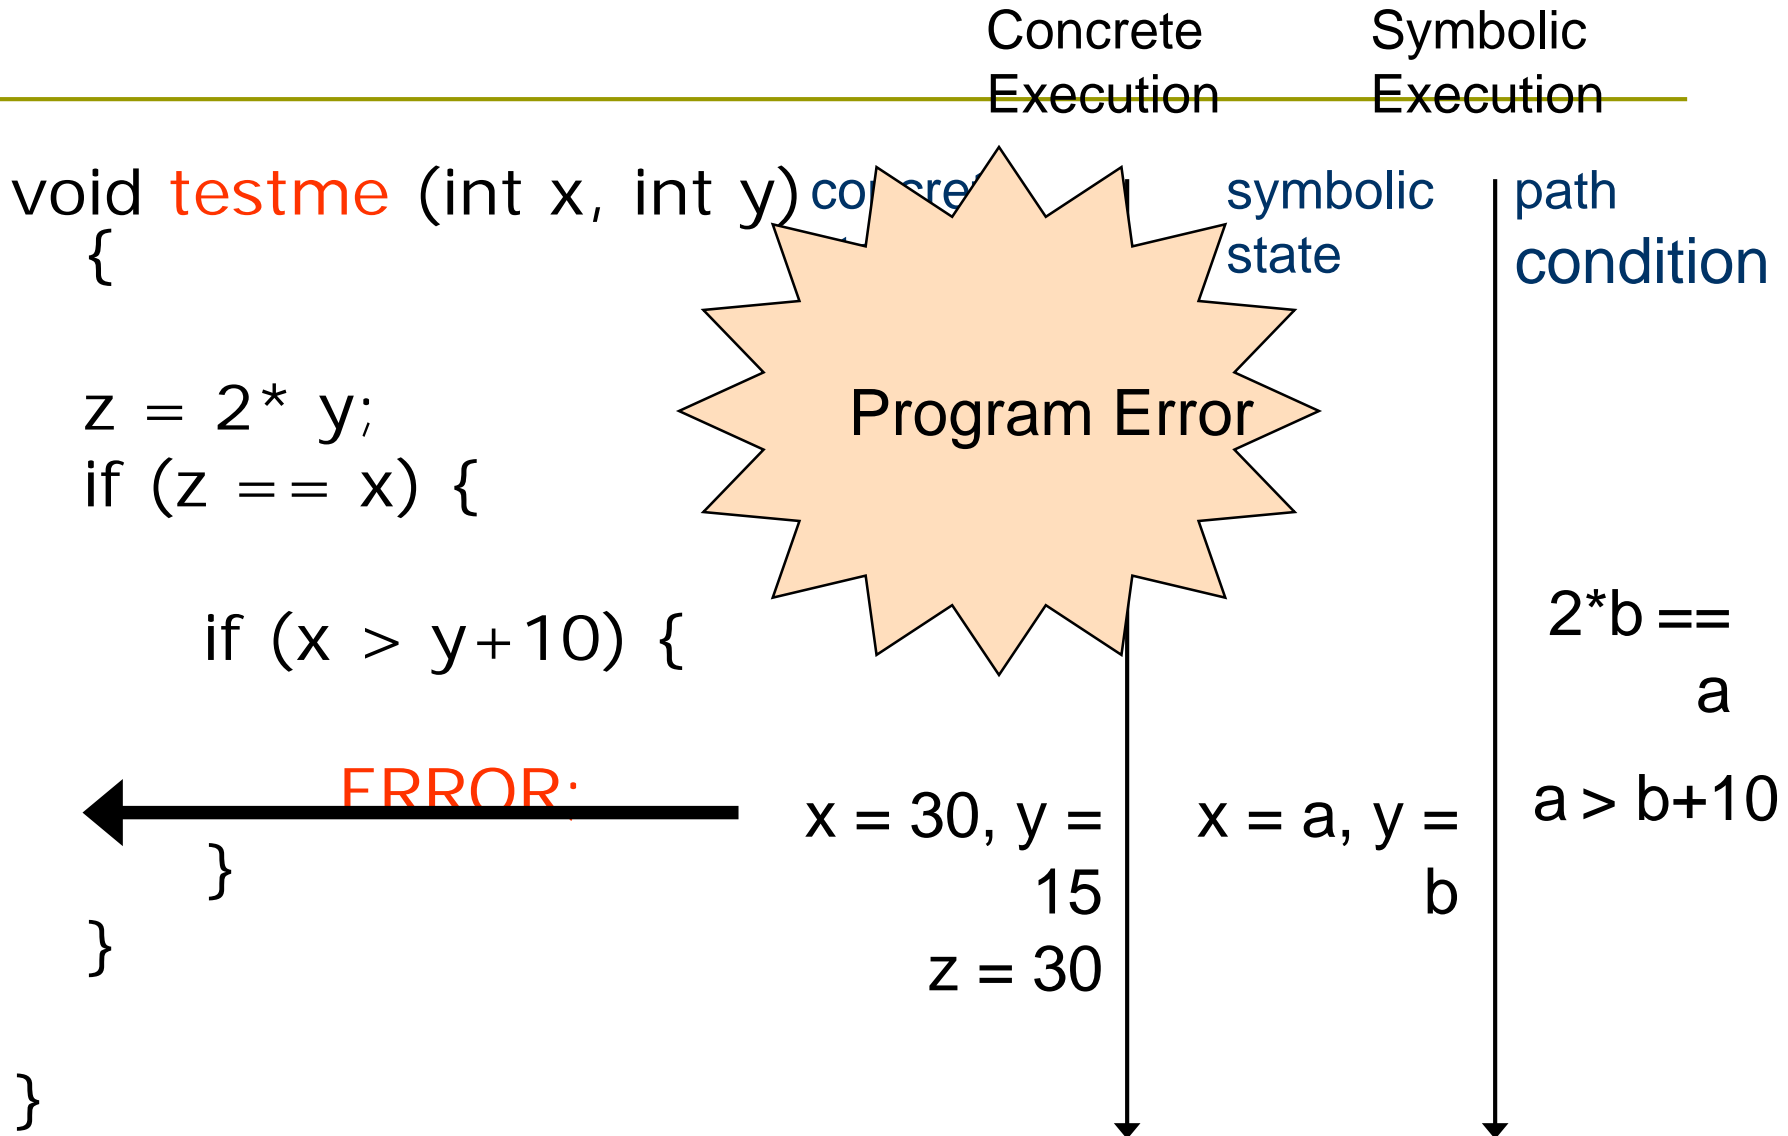 Concrete
Execution
Symbolic
Execution
void testme (int x, int y)
{
symbolic
state
path
condition
z = 2* y;
if (z == x) {
Program Error
if (x > y+10) {
2*b ==
a
ERROR;
a > b+10
x = 30, y =
15
z = 30
x = a, y =
b
}
}
}